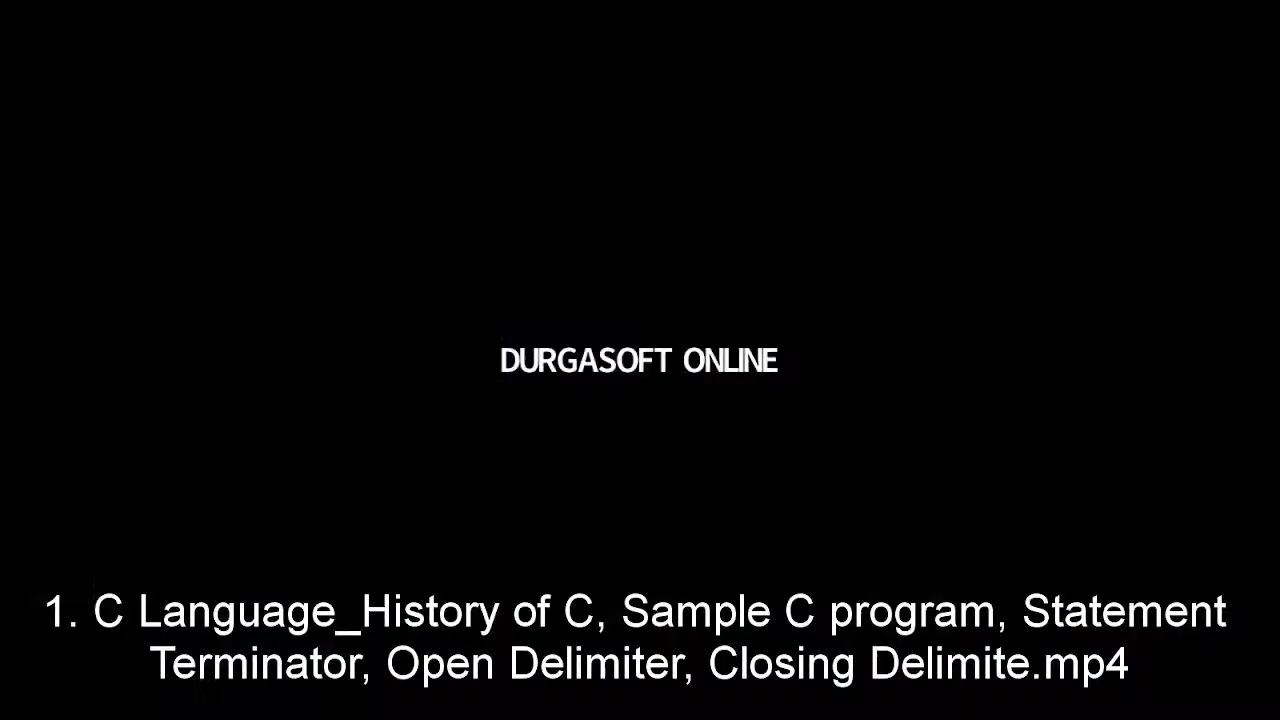 DURGASOFT ONLINE
1. C Language_History of C, Sample C program, Statement
Terminator, Open Delimiter, Closing Delimite.mp4